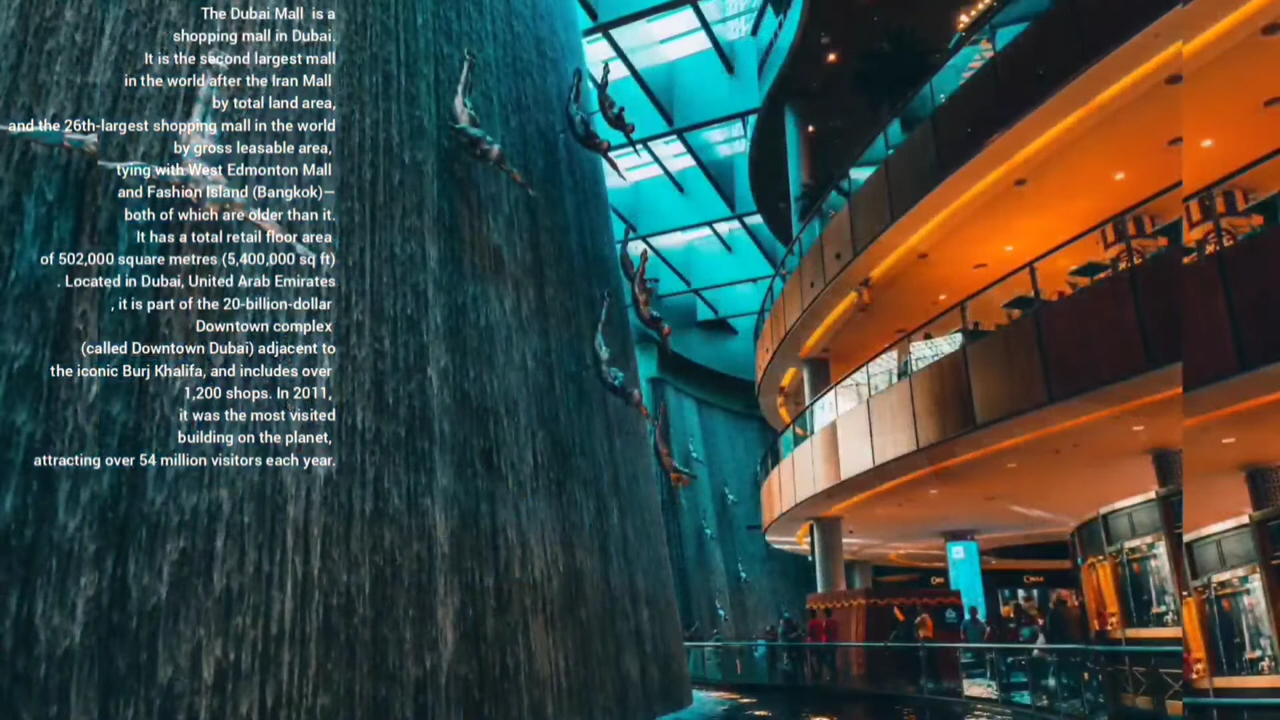 The Dubai Mall is a
shopping mall in Dubai.
It is the second largest mall
in the world after the Iran Mall
by total land area,
and the 26th-largest shopping mall in the world
by gross leasable area,
tying with West Edmonton Mall
and Fashion Island (Bangkok)—
both of which are older than it.
It has a total retail floor area
of 502,000 square metres (5,400,000 sq ft)
. Located in Dubai, United Arab Emirates
, it is part of the 20-billion-dollar
Downtown complex
(called Downtown Dubai) adjacent to
the iconic Burj Khalifa, and includes over
1,200 shops. In 2011,
it was the most visited
building on the planet,
attracting over 54 million visitors each year.